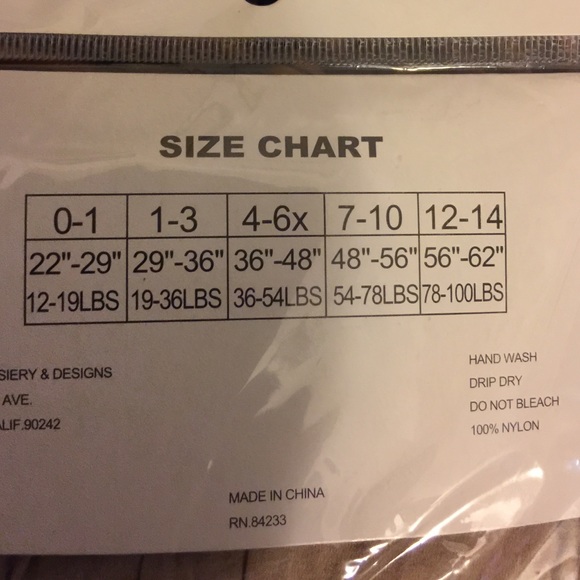 SIZE CHART
0-1 1-3 4-6x 7-10 12-14
22"-29" 29"-36" 36"-48" 48"-56" 56"-62"
12-19LBS 19-36LBS 36-54LBS 54-78LBS 78-100LBS
SIERY & DESIGNS
AVE.
ALIF.90242
HAND WASH
DRIP DRY
DO NOT BLEACH
100% NYLON
MADE IN CHINA
RN.84233